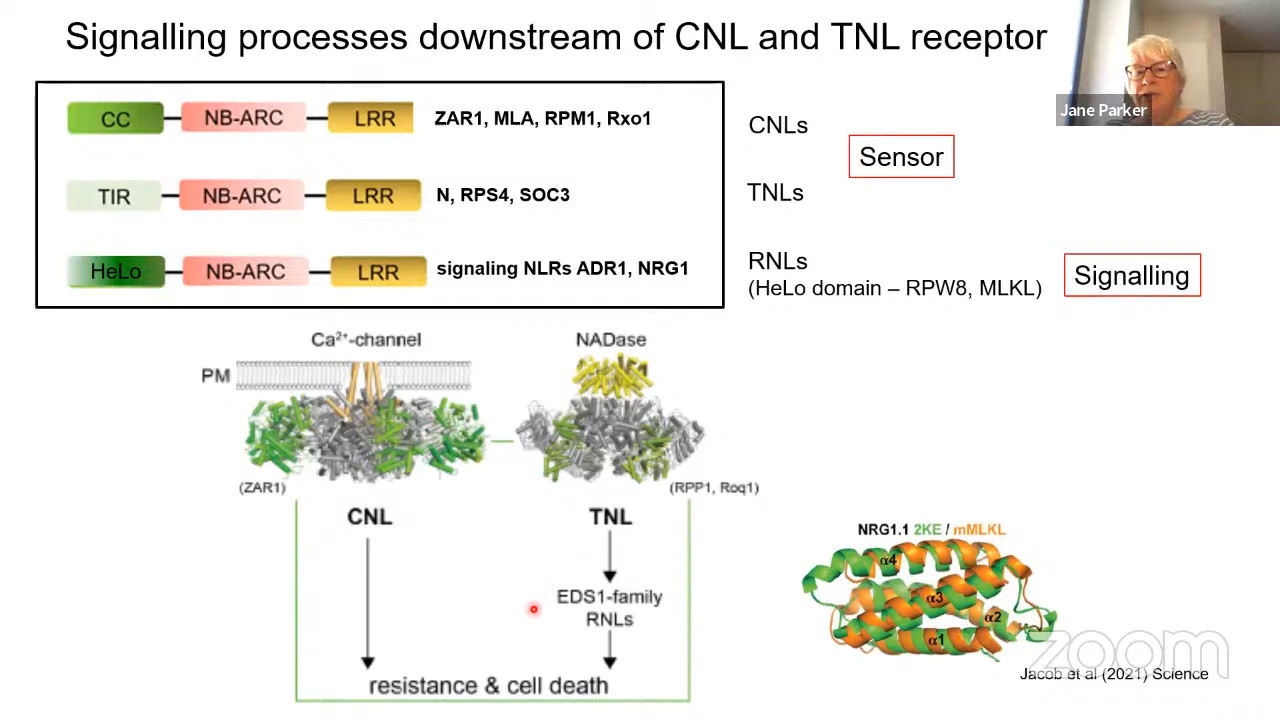 Signalling processes downstream of CNL and TNL receptor
Jane Parker
CC NB-ARC LRR ZAR1, MLA, RPM1, Rxo1
CNLs
Sensor
TIR NB-ARC LRR N, RPS4, SOC3
TNLs
HeLo NB-ARC LRR signaling NLRs ADR1, NRG1
RNLs
(HeLo domain – RPW8, MLKL)
Signalling
Ca²⁺-channel
NADase
PM
(ZAR1)
(RPP1, Roq1)
CNL
TNL
EDS1-family
RNLs
resistance & cell death
NRG1.1 2KE / mMLKL
α4
α3
α2
α1
zoom
Jacob et al (2021) Science